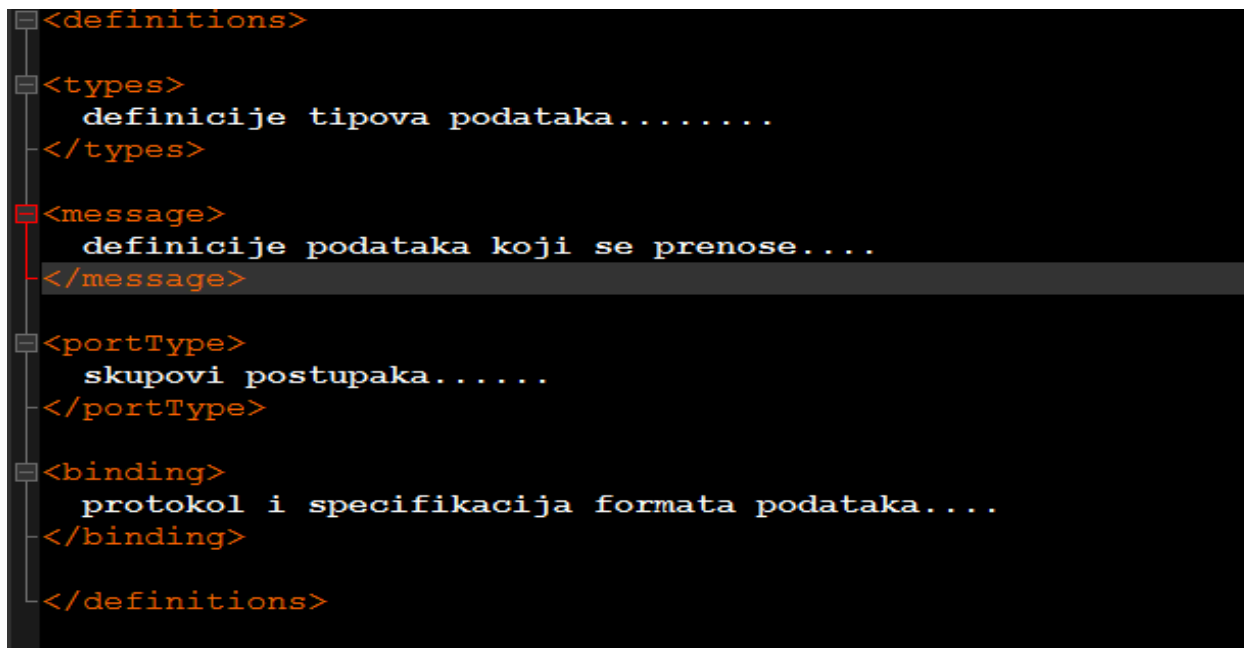 <definitions>
<types>
definicije tipova podataka........
</types>
<message>
definicije podataka koji se prenose....
</message>
<portType>
skupovi postupaka......
</portType>
<binding>
protokol i specifikacija formata podataka....
</binding>
</definitions>